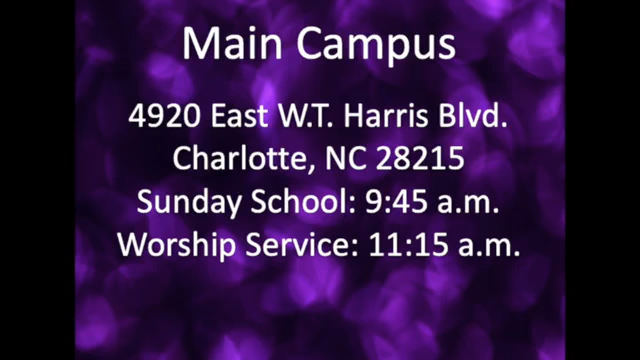 Main Campus
4920 East W.T. Harris Blvd.
Charlotte, NC 28215
Sunday School: 9:45 a.m.
Worship Service: 11:15 a.m.